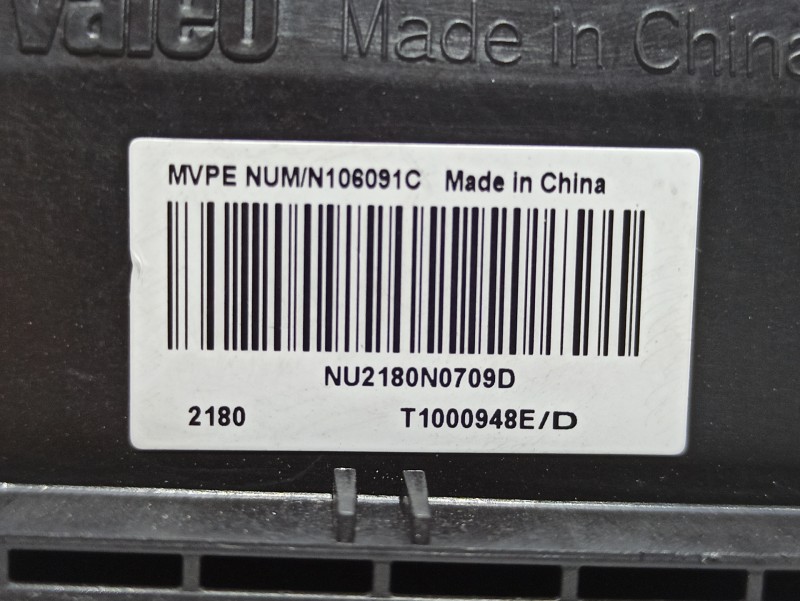 valeo Made in China
MVPE NUM/N106091C Made in China
NU2180N0709D
2180 T1000948E/D